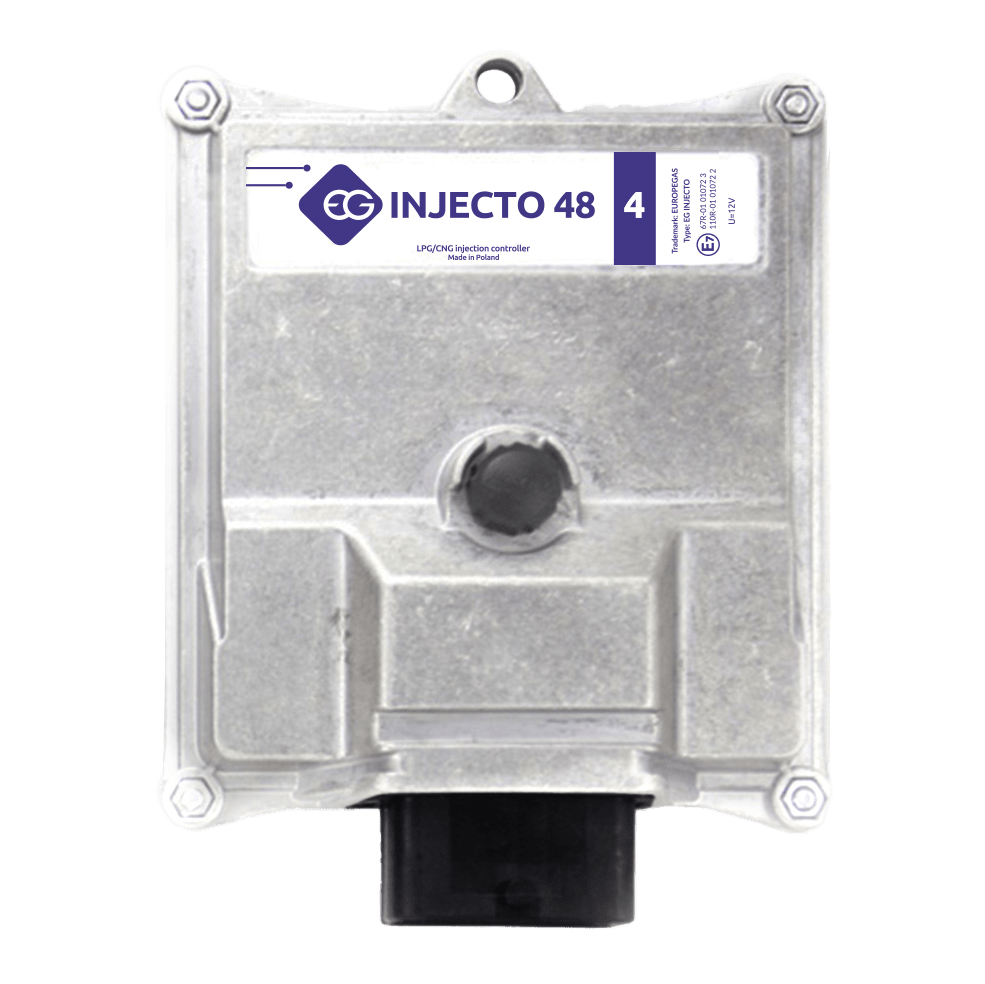 EG INJECTO 48
LPG/CNG injection controller
Made in Poland
4
Trademark: EUROPEGAS
Type: EG INJECTO
E7
67R-01 01072 3
110R-01 01072 2
U=12V